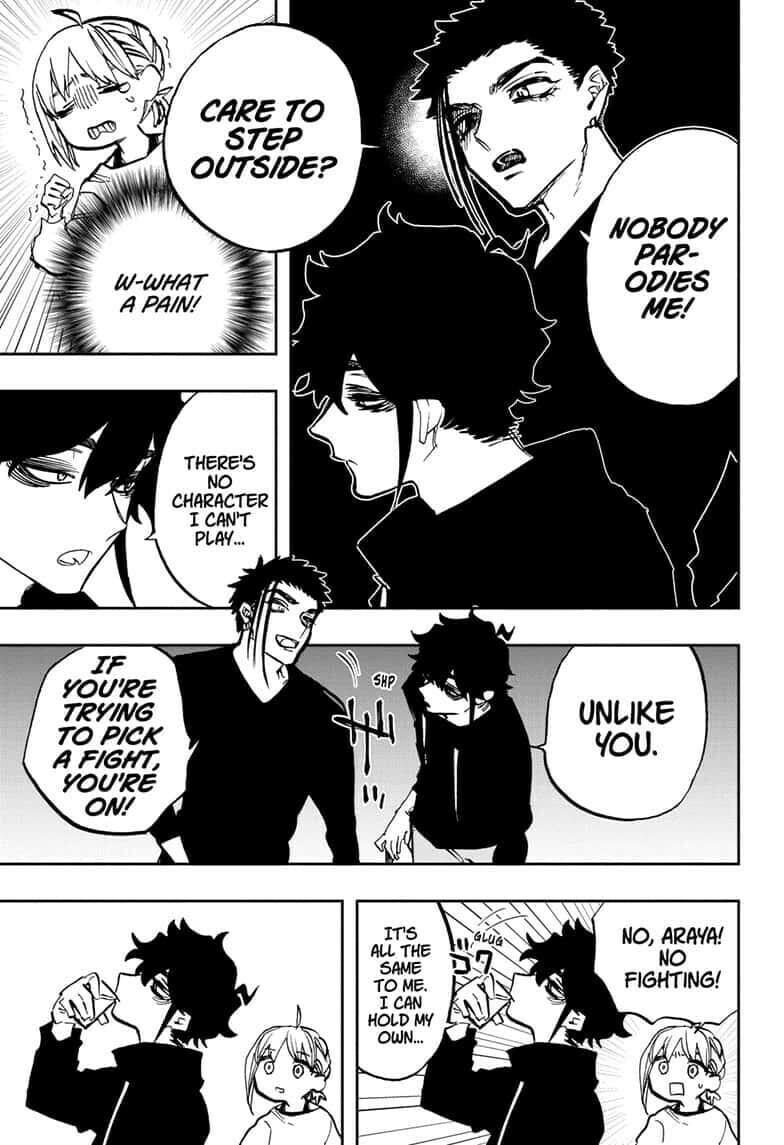 NOBODY
PAR-
ODIES
ME!
CARE TO
STEP
OUTSIDE?
W-WHAT
A PAIN!
THERE'S
NO
CHARACTER
I CAN'T
PLAY...
UNLIKE
YOU.
SHP
IF
YOU'RE
TRYING
TO PICK
A FIGHT,
YOU'RE
ON!
NO, ARAYA!
NO
FIGHTING!
GLUG
ゴク
IT'S
ALL THE
SAME
TO ME.
I CAN
HOLD MY
OWN...